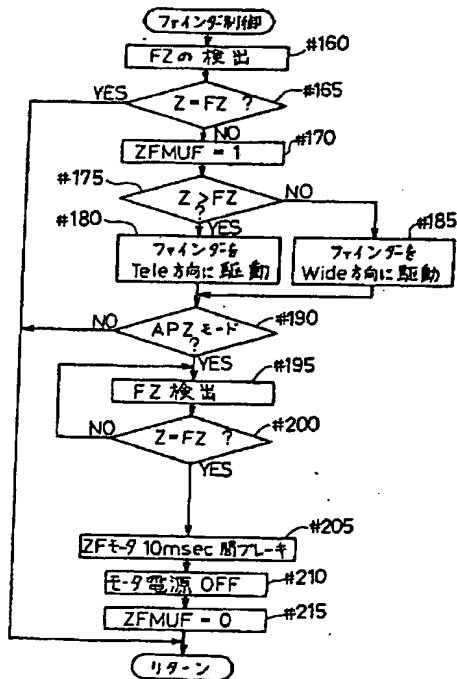 ファインダー制御
FZの検出
#160
Z=FZ ?
#165
YES
NO
ZFMUF = 1
#170
#175
Z>FZ
?
NO
YES
#180
ファインダーを
Tele方向に駆動
#185
ファインダーを
Wide方向に駆動
#190
APZモード
?
NO
YES
#195
FZ検出
#200
Z=FZ ?
NO
YES
#205
ZFモータ10msec間ブレーキ
#210
モータ電源 OFF
#215
ZFMUF = 0
リターン